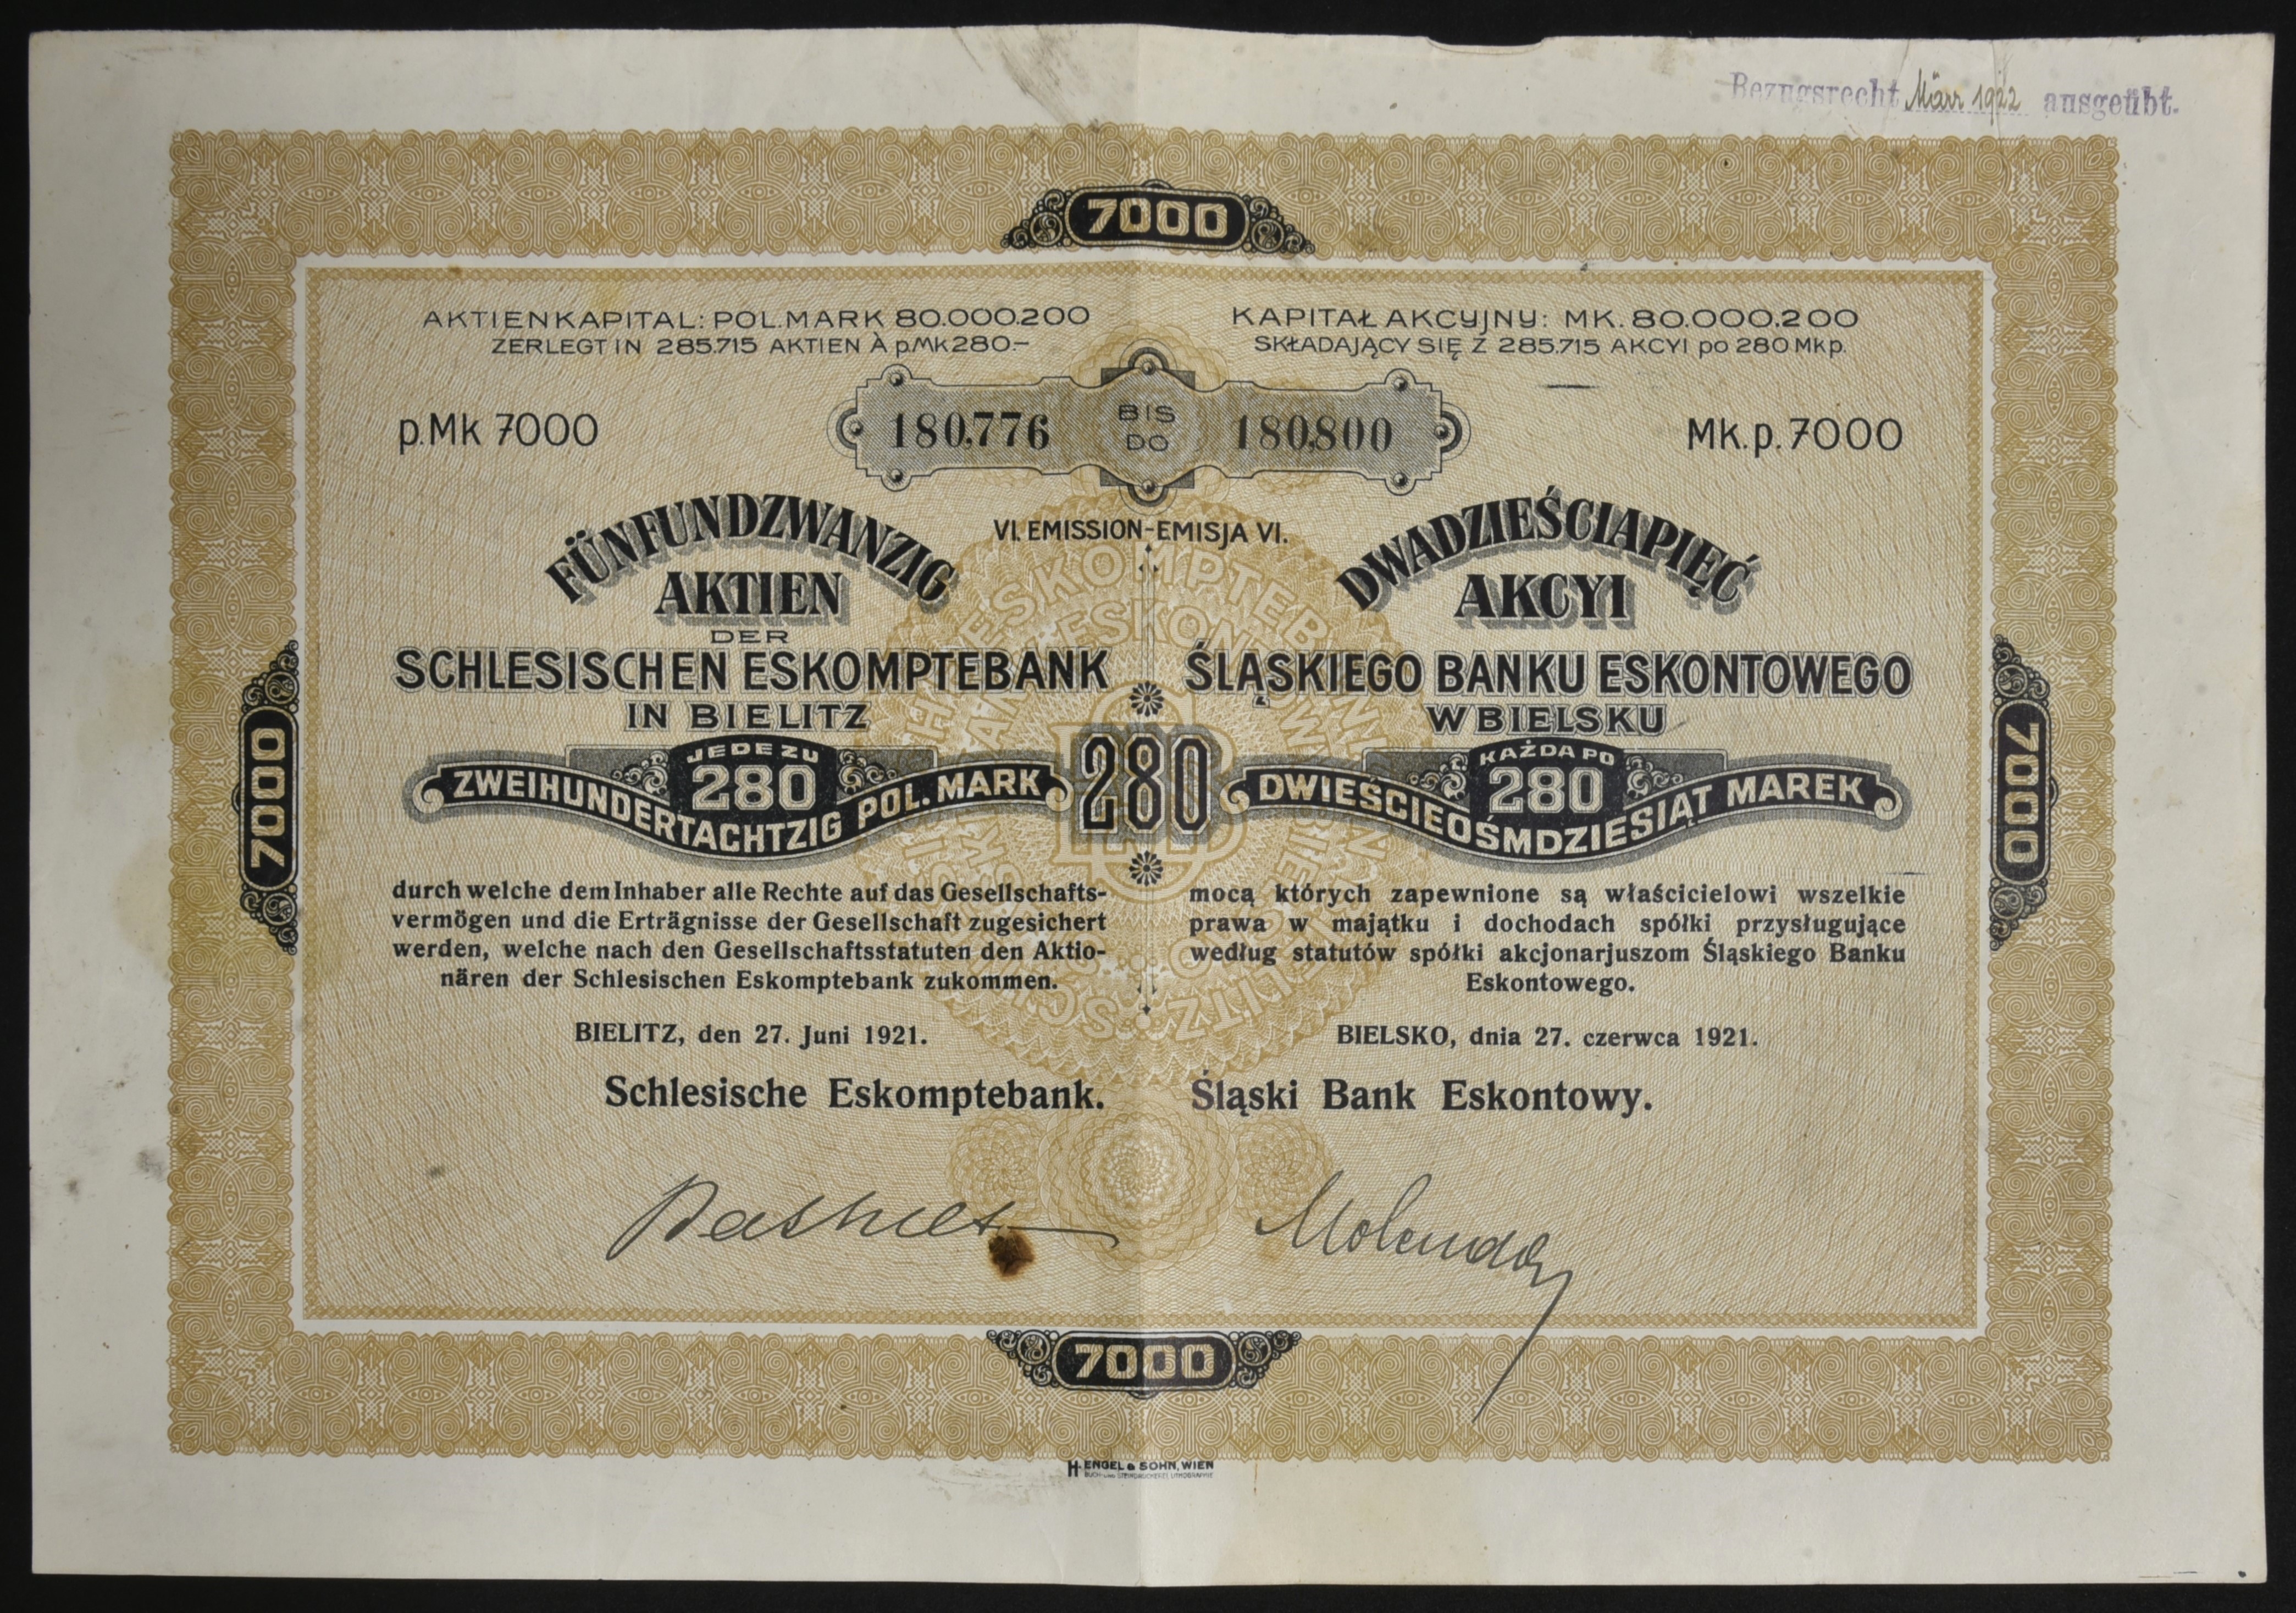 Bezugsrecht März 1922 ausgeübt.
7000
AKTIENKAPITAL: POL. MARK 80.000.200
ZERLEGT IN 285.715 AKTIEN À pMK 280.-
KAPITAŁ AKCYJNY: MK. 80.000.200
SKŁADAJĄCY SIĘ Z 285.715 AKCYI po 280 Mkp.
p.Mk 7000
180,776 BIS DO 180,800
Mk.p. 7000
VI. EMISSION-EMISJA VI.
FÜNFUNDZWANZIG
AKTIEN
DER
SCHLESISCHEN ESKOMPTEBANK
IN BIELITZ
JEDE ZU
280
ZWEIHUNDERTACHTZIG POL. MARK
280
DWADZIEŚCIAPIĘĆ
AKCYI
ŚLĄSKIEGO BANKU ESKONTOWEGO
W BIELSKU
KAŻDA PO
280
DWIEŚCIEOŚMDZIESIĄT MAREK
7000
7000
durch welche dem Inhaber alle Rechte auf das Gesellschafts-
vermögen und die Erträgnisse der Gesellschaft zugesichert
werden, welche nach den Gesellschaftsstatuten den Aktio-
nären der Schlesischen Eskomptebank zukommen.
BIELITZ, den 27. Juni 1921.
Schlesische Eskomptebank.
mocą których zapewnione są właścicielowi wszelkie
prawa w majątku i dochodach spółki przysługujące
według statutów spółki akcjonarjuszom Śląskiego Banku
Eskontowego.
BIELSKO, dnia 27. czerwca 1921.
Śląski Bank Eskontowy.
Molenda
7000
H. ENGEL & SOHN, WIEN
BUCH- UND STEINDRUCKEREI, LITHOGRAPHIE